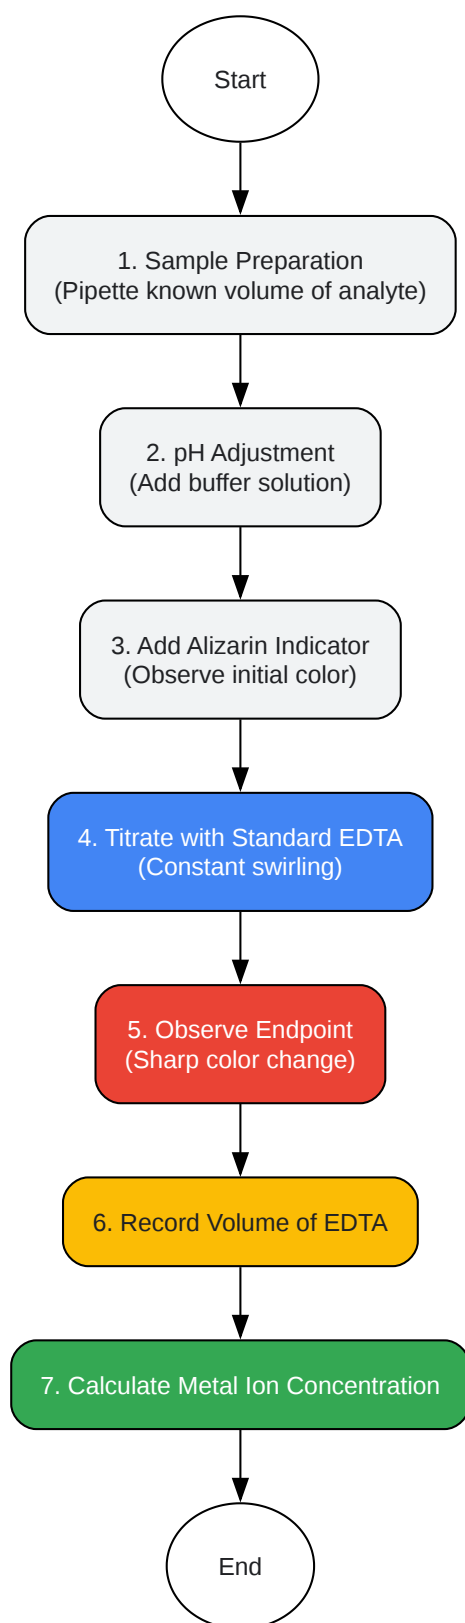 Start
1. Sample Preparation
(Pipette known volume of analyte)
2. pH Adjustment
(Add buffer solution)
3. Add Alizarin Indicator
(Observe initial color)
4. Titrate with Standard EDTA
(Constant swirling)
5. Observe Endpoint
(Sharp color change)
6. Record Volume of EDTA
7. Calculate Metal Ion Concentration
End